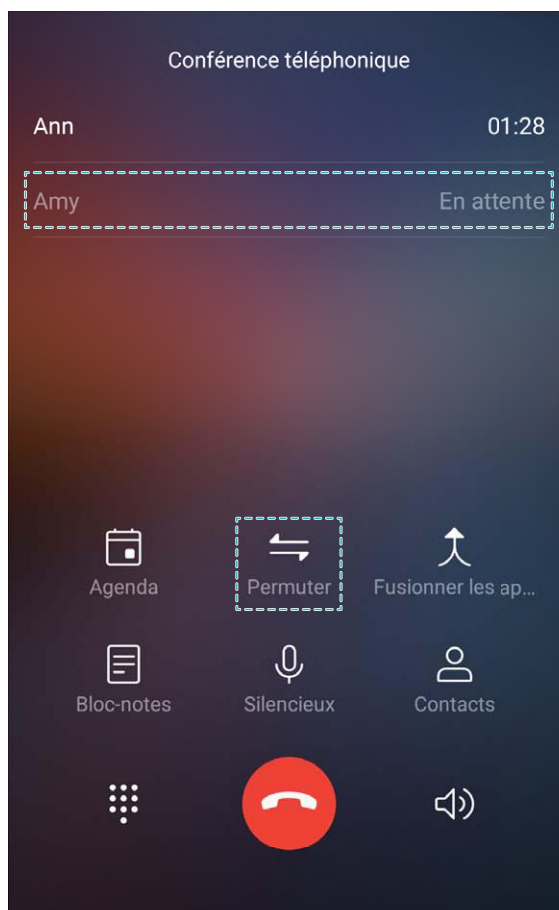 Conférence téléphonique
Ann 01:28
Amy En attente
Agenda Permuter Fusionner les ap...
Bloc-notes Silencieux Contacts